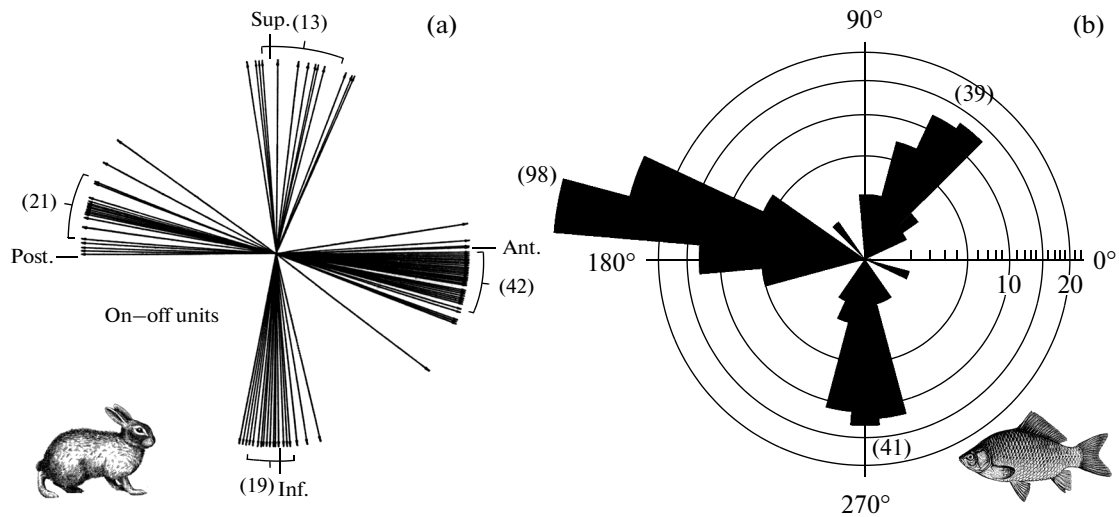 Sup. (13)
(a)
(21)
Post.
Ant.
(42)
On–off units
(19) Inf.
90°
(b)
(39)
(98)
180°
0°
10
20
(41)
270°